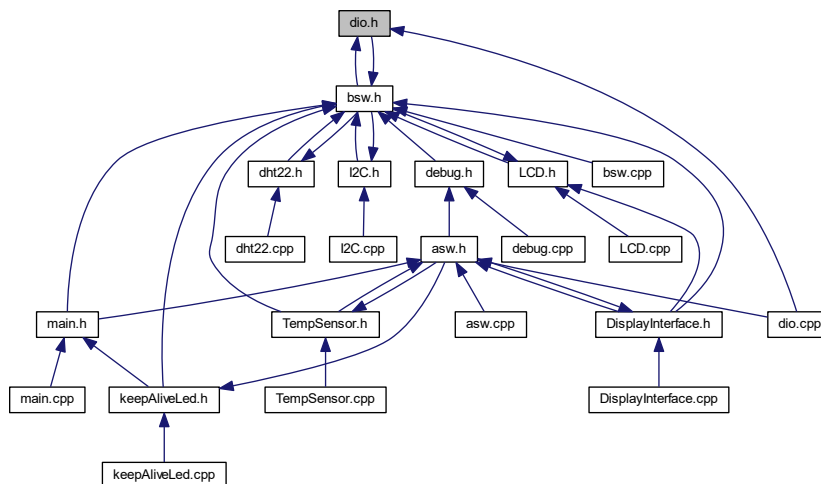 dio.h
bsw.h
dht22.h
I2C.h
debug.h
LCD.h
bsw.cpp
dht22.cpp
I2C.cpp
asw.h
debug.cpp
LCD.cpp
main.h
TempSensor.h
asw.cpp
DisplayInterface.h
dio.cpp
main.cpp
keepAliveLed.h
TempSensor.cpp
DisplayInterface.cpp
keepAliveLed.cpp